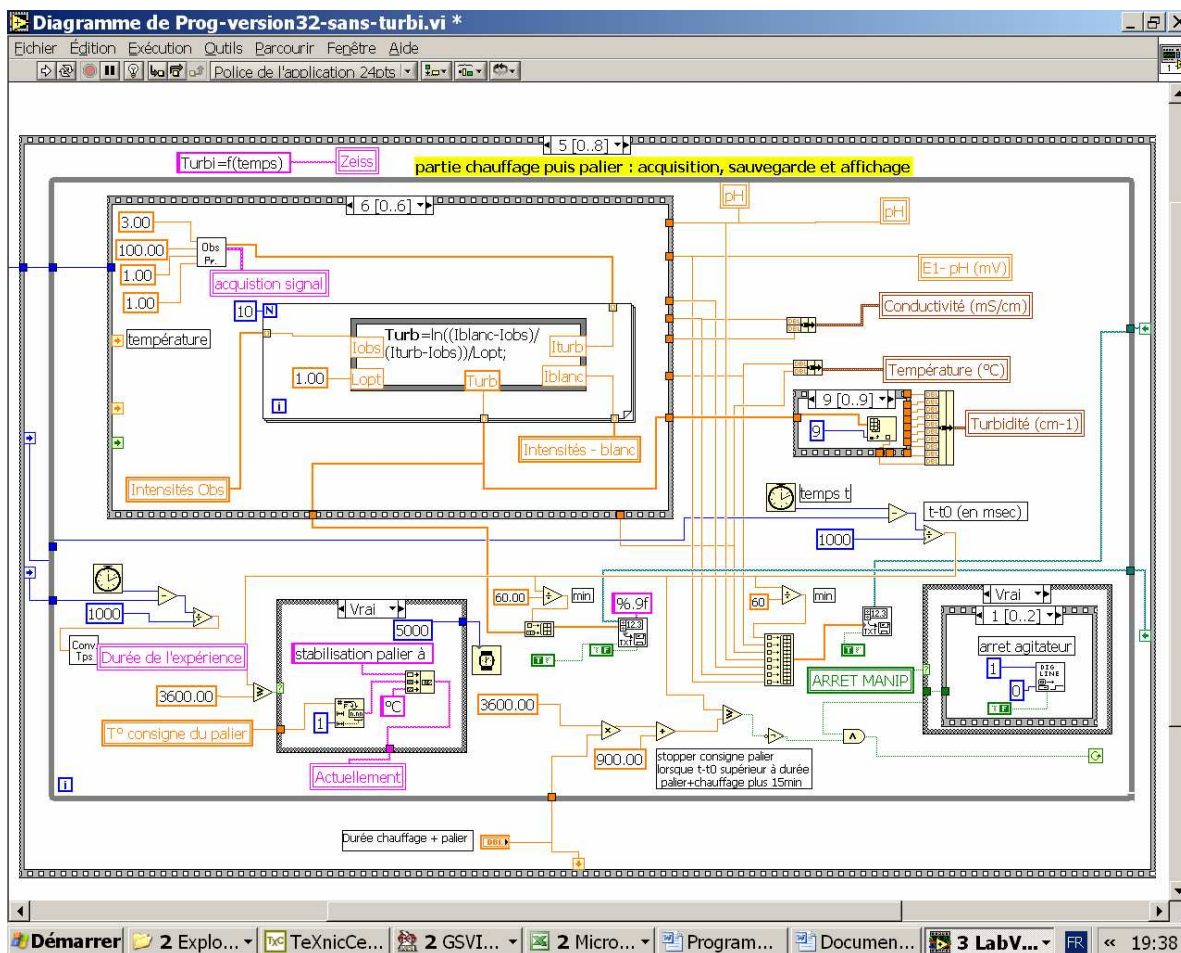 Diagramme de Prog-version32-sans-turbi.vi *
Fichier Édition Exécution Outils Parcourir Fenêtre Aide
Police de l'application 24pts
5 [0..8]
Turbi=f(temps)
Zeiss
partie chauffage puis palier : acquisition, sauvegarde et affichage
6 [0..6]
pH
pH
3.00
100.00
1.00
1.00
Obs
Pr.
acquistion signal
E1- pH (mV)
Conductivité (mS/cm)
10
N
température
Turb=ln((Iblanc-Iobs)/
(Iturb-Iobs))/Lopt;
Iobs
Iturb
Lopt
Turb
Iblanc
1.00
i
Température (°C)
9 [0..9]
9
Turbidité (cm-1)
Intensités Obs
Intensités - blanc
temps t
t-t0 (en msec)
1000
1000
Conv.
Tps
Durée de l'expérience
3600.00
T° consigne du palier
Vrai
5000
stabilisation palier à
°C
1
Actuellement
60.00
min
%.9f
T F
T F
60
min
T F
ARRET MANIP
Vrai
1 [0..2]
arret agitateur
1
0
DIG
LINE
T F
3600.00
900.00
stopper consigne palier
lorsque t-t0 supérieur à durée
palier+chauffage plus 15min
i
Durée chauffage + palier
DBL
Démarrer
2 Explo...
TeXnicCe...
2 GSVI...
2 Micro...
Program...
Documen...
3 LabV...
FR
« 19:38